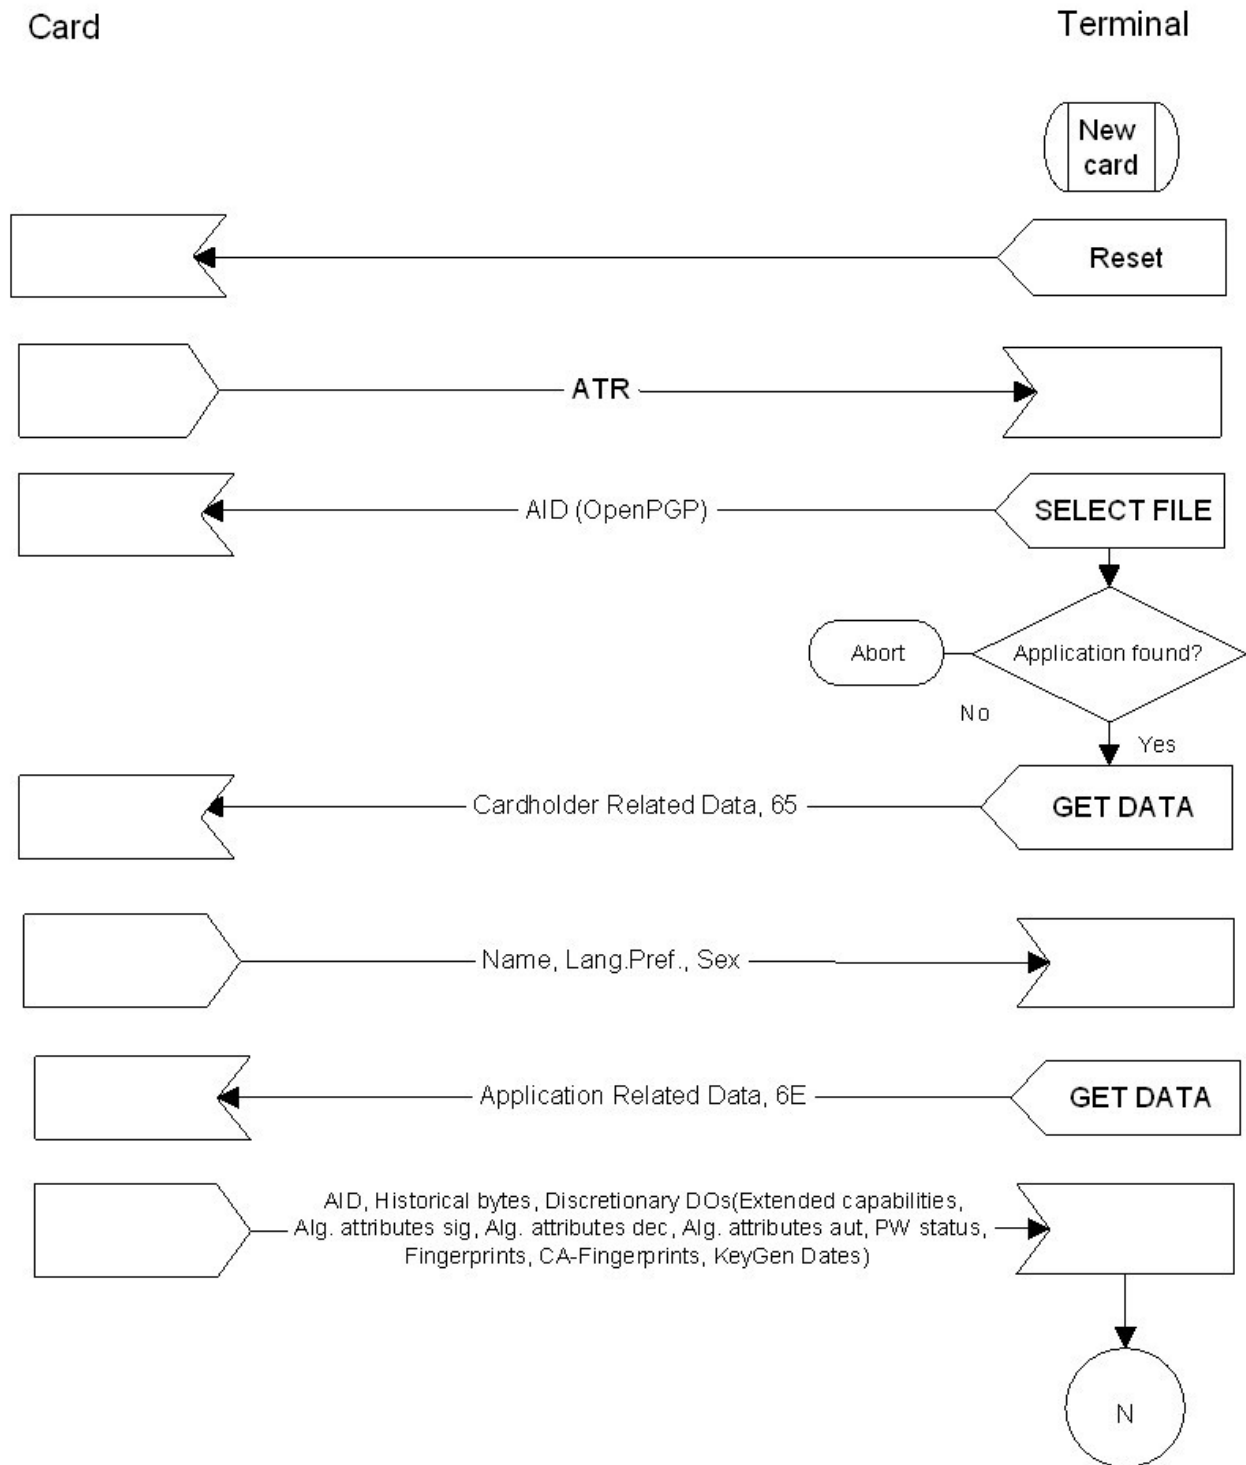 Card
Terminal
New
card
Reset
ATR
AID (OpenPGP)
SELECT FILE
Abort
Application found?
No
Yes
Cardholder Related Data, 65
GET DATA
Name, Lang.Pref., Sex
Application Related Data, 6E
GET DATA
AID, Historical bytes, Discretionary DOs(Extended capabilities,
Alg. attributes sig, Alg. attributes dec, Alg. attributes aut, PW status,
Fingerprints, CA-Fingerprints, KeyGen Dates)
N